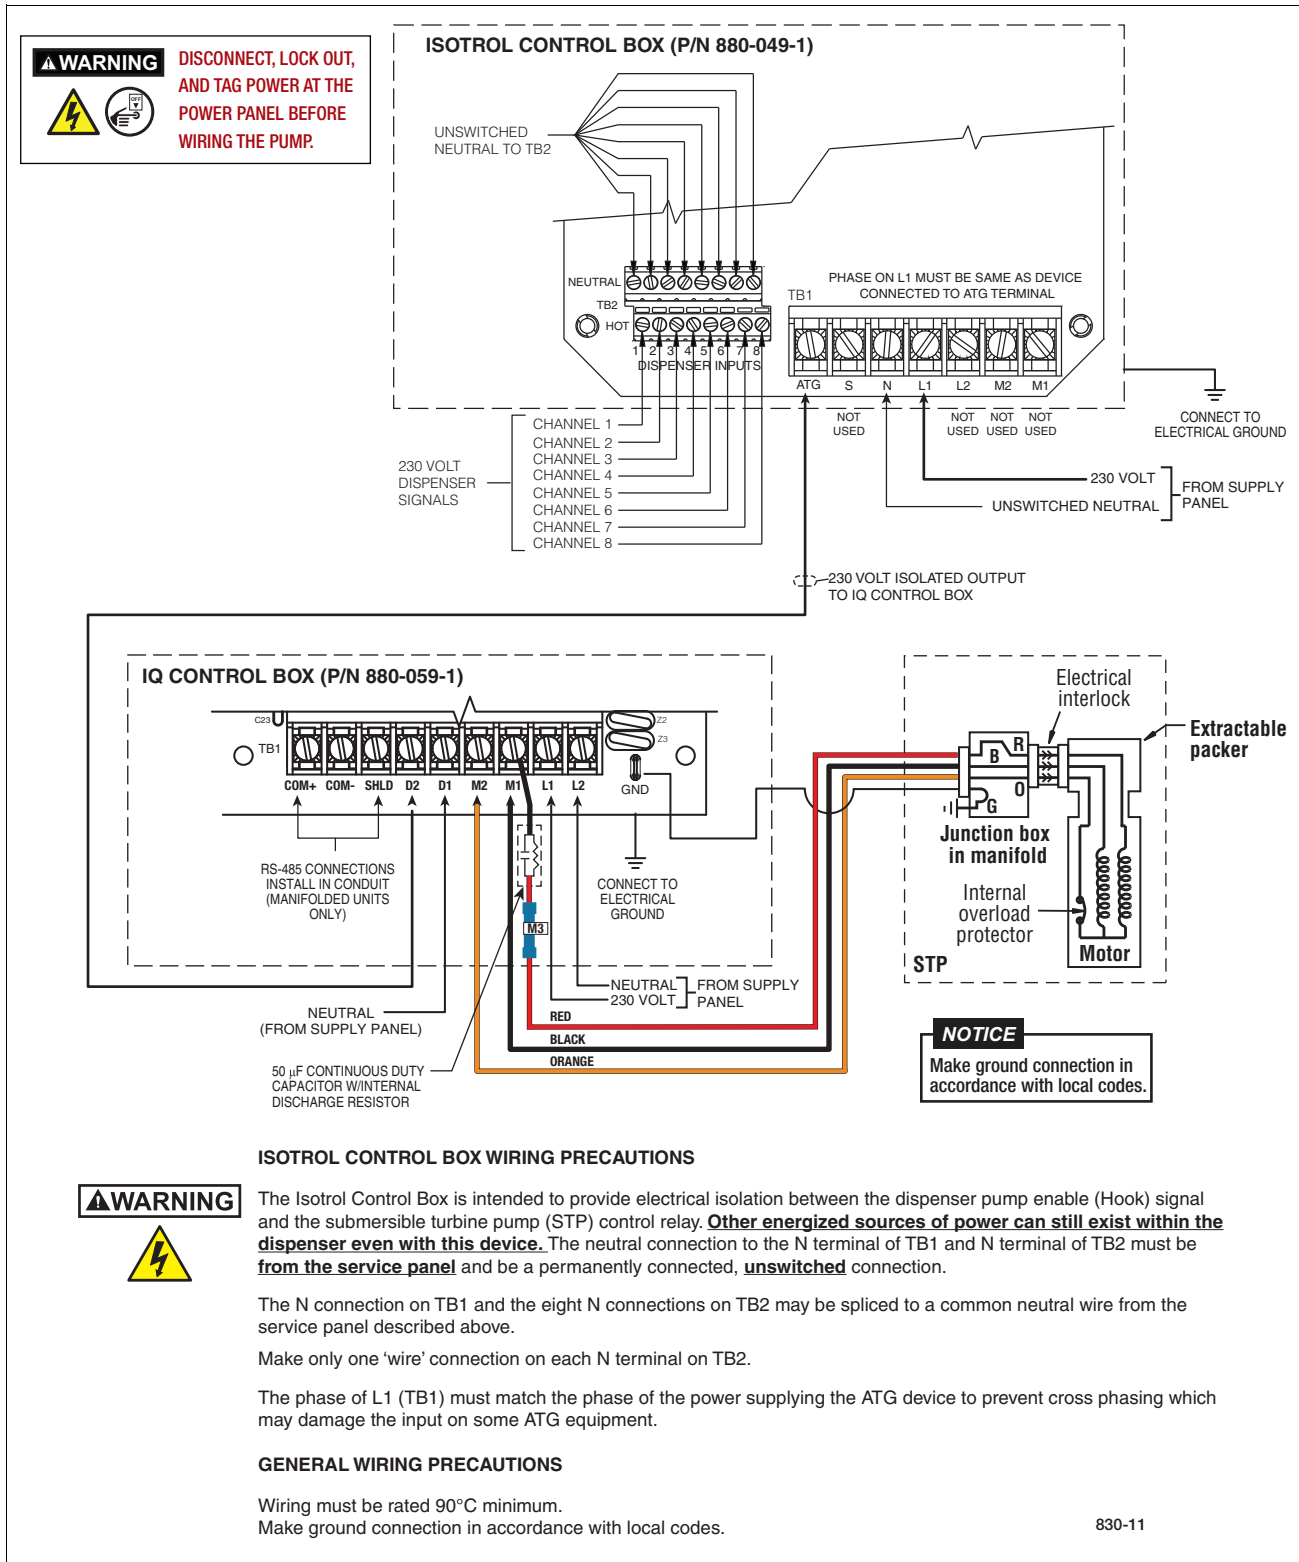 WARNING
DISCONNECT, LOCK OUT,
AND TAG POWER AT THE
POWER PANEL BEFORE
WIRING THE PUMP.
OFF
ISOTROL CONTROL BOX (P/N 880-049-1)
UNSWITCHED
NEUTRAL TO TB2
NEUTRAL
TB2
HOT
1 2 3 4 5 6 7 8
DISPENSER INPUTS
PHASE ON L1 MUST BE SAME AS DEVICE
CONNECTED TO ATG TERMINAL
TB1
ATG S N L1 L2 M2 M1
NOT
USED
NOT
USED
NOT
USED
NOT
USED
CONNECT TO
ELECTRICAL GROUND
230 VOLT
DISPENSER
SIGNALS
CHANNEL 1
CHANNEL 2
CHANNEL 3
CHANNEL 4
CHANNEL 5
CHANNEL 6
CHANNEL 7
CHANNEL 8
230 VOLT
UNSWITCHED NEUTRAL
FROM SUPPLY
PANEL
230 VOLT ISOLATED OUTPUT
TO IQ CONTROL BOX
IQ CONTROL BOX (P/N 880-059-1)
C23
TB1
Z2
Z3
COM+ COM- SHLD D2 D1 M2 M1 L1 L2
GND
RS-485 CONNECTIONS
INSTALL IN CONDUIT
(MANIFOLDED UNITS
ONLY)
CONNECT TO
ELECTRICAL
GROUND
M3
NEUTRAL
(FROM SUPPLY PANEL)
NEUTRAL
230 VOLT
FROM SUPPLY
PANEL
RED
BLACK
ORANGE
50 µF CONTINUOUS DUTY
CAPACITOR W/INTERNAL
DISCHARGE RESISTOR
Electrical
interlock
Extractable
packer
R
B
O
G
Junction box
in manifold
Internal
overload
protector
Motor
STP
NOTICE
Make ground connection in
accordance with local codes.
ISOTROL CONTROL BOX WIRING PRECAUTIONS
WARNING
The Isotrol Control Box is intended to provide electrical isolation between the dispenser pump enable (Hook) signal
and the submersible turbine pump (STP) control relay. Other energized sources of power can still exist within the
dispenser even with this device. The neutral connection to the N terminal of TB1 and N terminal of TB2 must be
from the service panel and be a permanently connected, unswitched connection.
The N connection on TB1 and the eight N connections on TB2 may be spliced to a common neutral wire from the
service panel described above.
Make only one ‘wire’ connection on each N terminal on TB2.
The phase of L1 (TB1) must match the phase of the power supplying the ATG device to prevent cross phasing which
may damage the input on some ATG equipment.
GENERAL WIRING PRECAUTIONS
Wiring must be rated 90°C minimum.
Make ground connection in accordance with local codes.
830-11